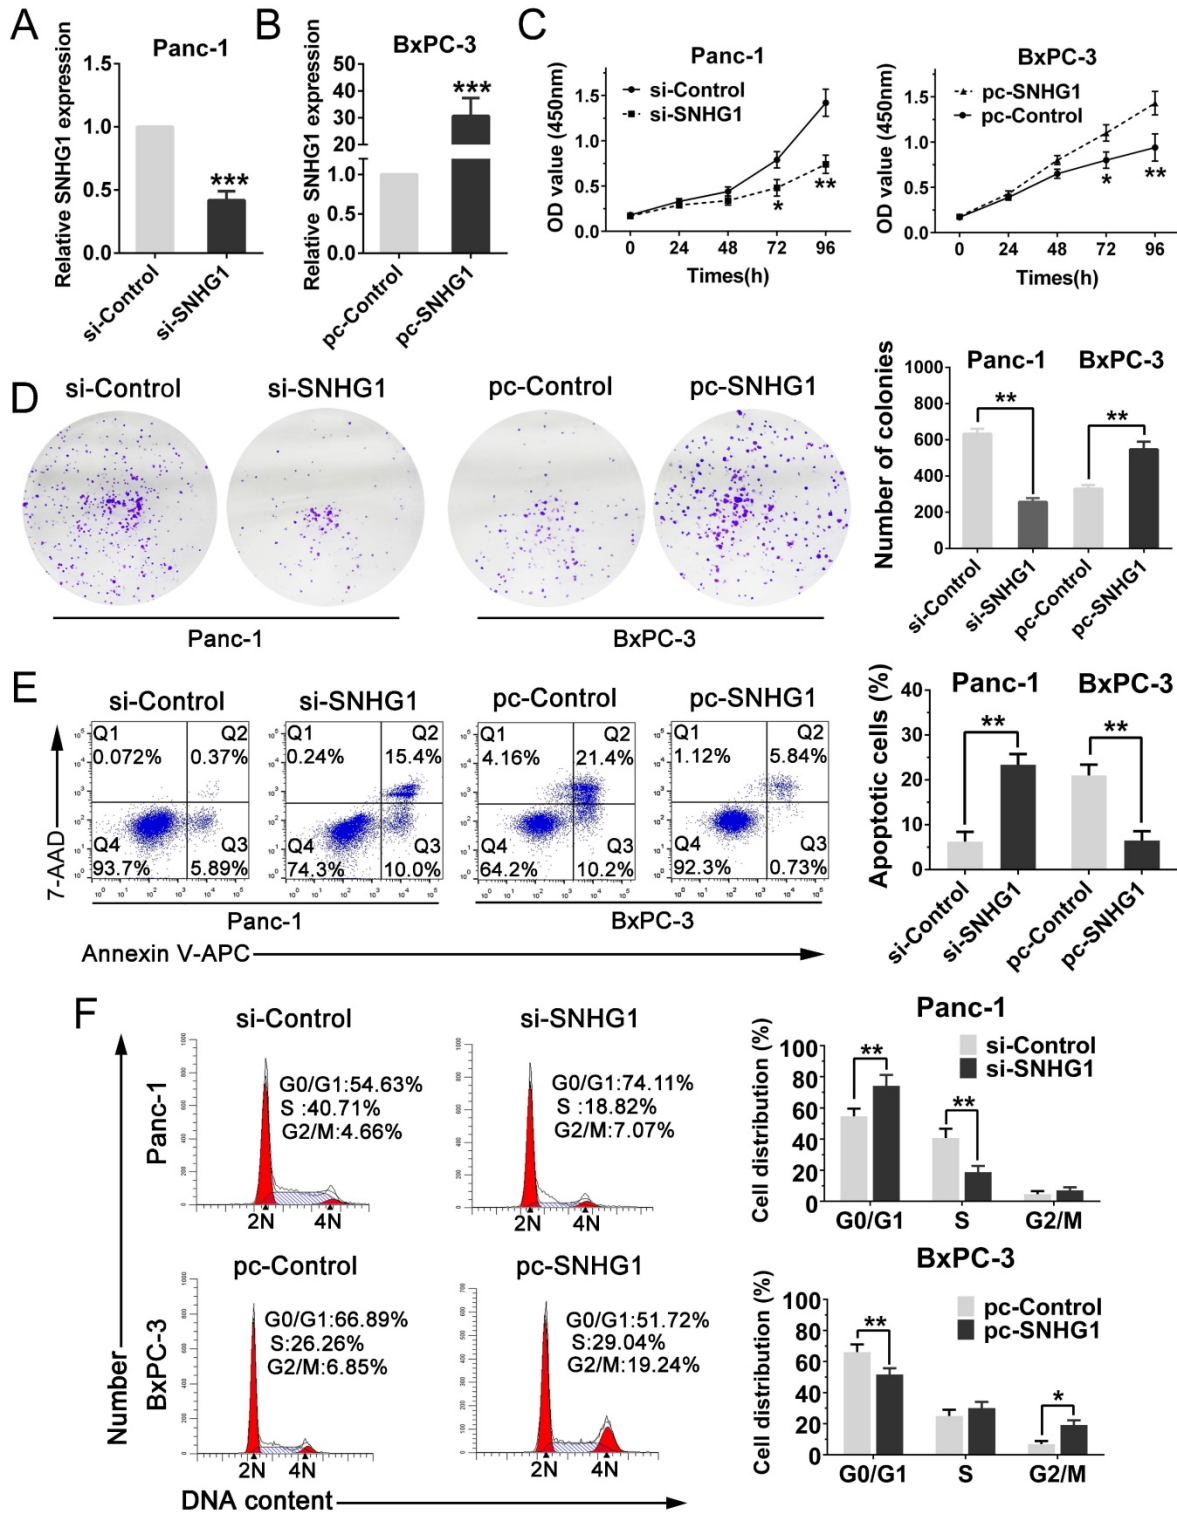 A
Panc-1
Relative SNHG1 expression
1.5
1.0
0.5
0.0
***
si-Control
si-SNHG1
B
BxPC-3
Relative SNHG1 expression
50
40
30
20
10
1.0
0.5
0.0
***
pc-Control
pc-SNHG1
C
Panc-1
si-Control
si-SNHG1
OD value (450nm)
1.5
1.0
0.5
0.0
*
**
0 24 48 72 96
Times(h)
BxPC-3
pc-SNHG1
pc-Control
OD value (450nm)
1.5
1.0
0.5
0.0
*
**
0 24 48 72 96
Times(h)
D
si-Control
si-SNHG1
pc-Control
pc-SNHG1
Panc-1
BxPC-3
Panc-1 BxPC-3
Number of colonies
1000
800
600
400
200
0
**
**
si-Control
si-SNHG1
pc-Control
pc-SNHG1
E
7-AAD
si-Control
Q1 Q2
0.072% 0.37%
Q4 Q3
93.7% 5.89%
si-SNHG1
Q1 Q2
0.24% 15.4%
Q4 Q3
74.3% 10.0%
pc-Control
Q1 Q2
4.16% 21.4%
Q4 Q3
64.2% 10.2%
pc-SNHG1
Q1 Q2
1.12% 5.84%
Q4 Q3
92.3% 0.73%
Panc-1
BxPC-3
Annexin V-APC
Panc-1 BxPC-3
Apoptotic cells (%)
40
30
20
10
0
**
**
si-Control
si-SNHG1
pc-Control
pc-SNHG1
F
Number
Panc-1
si-Control
G0/G1:54.63%
S :40.71%
G2/M:4.66%
2N 4N
si-SNHG1
G0/G1:74.11%
S :18.82%
G2/M:7.07%
2N 4N
BxPC-3
pc-Control
G0/G1:66.89%
S:26.26%
G2/M:6.85%
2N 4N
pc-SNHG1
G0/G1:51.72%
S:29.04%
G2/M:19.24%
2N 4N
DNA content
Panc-1
si-Control
si-SNHG1
Cell distribution (%)
100
80
60
40
20
0
**
**
G0/G1 S G2/M
BxPC-3
pc-Control
pc-SNHG1
Cell distribution (%)
100
80
60
40
20
0
**
*
G0/G1 S G2/M